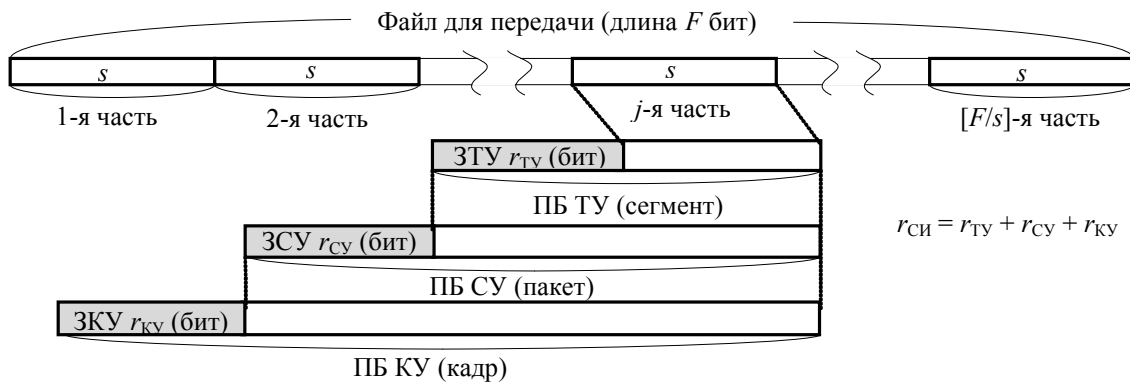 Файл для передачи (длина F бит)
s s s s
1-я часть 2-я часть j-я часть [F/s]-я часть
ЗТУ rТУ (бит)
ПБ ТУ (сегмент)
rСИ = rТУ + rСУ + rКУ
ЗСУ rСУ (бит)
ПБ СУ (пакет)
ЗКУ rКУ (бит)
ПБ КУ (кадр)